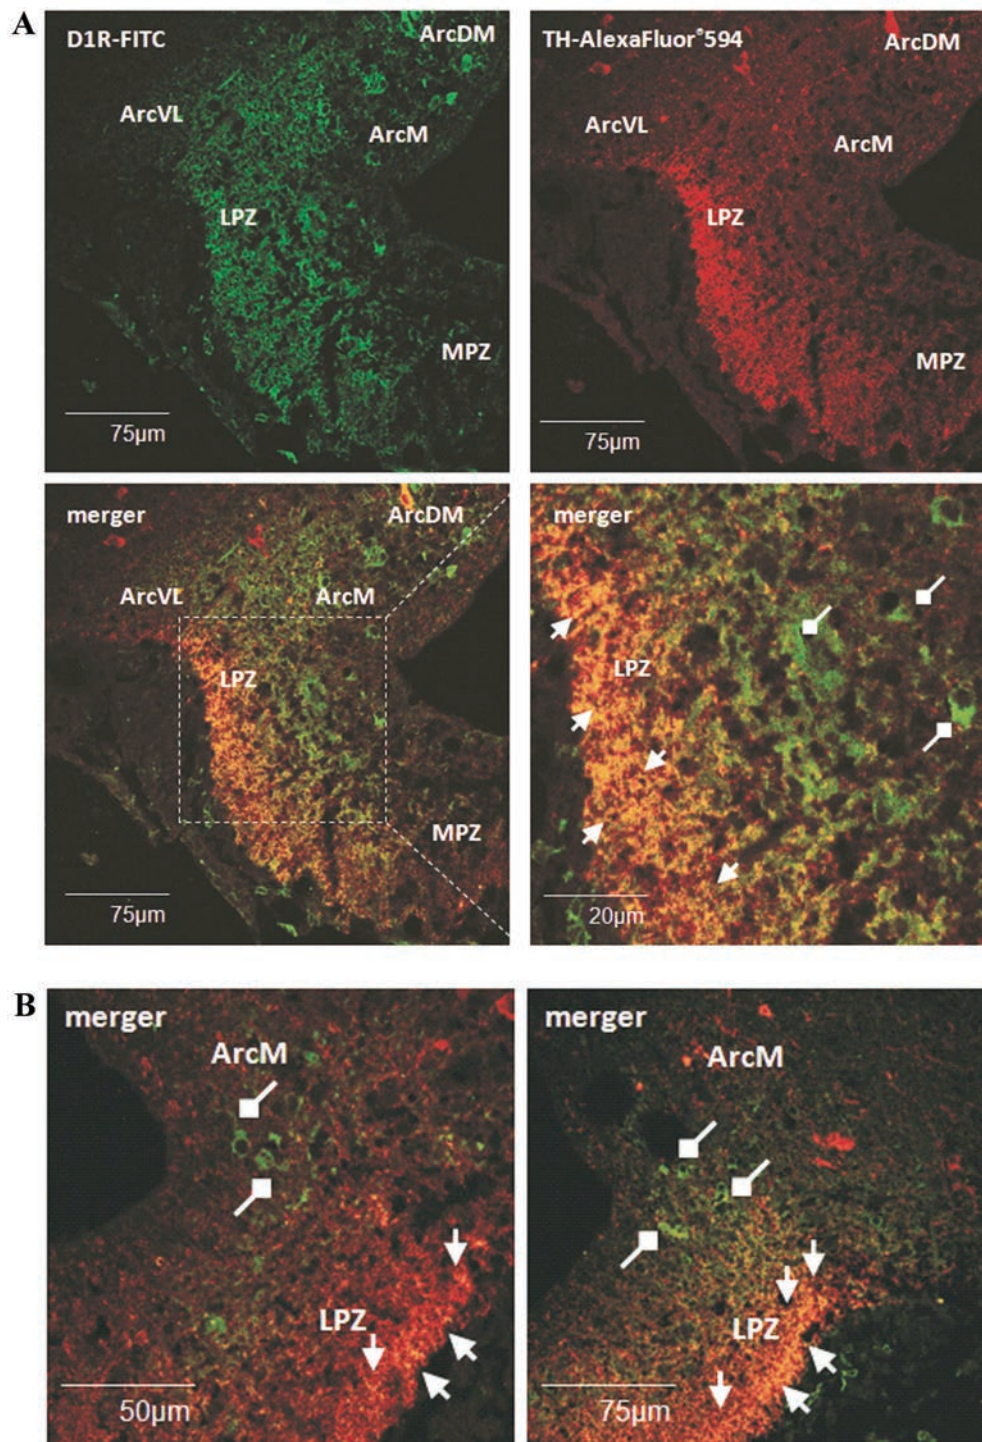 A
D1R-FITC
ArcDM
ArcVL
ArcM
LPZ
MPZ
75µm
TH-AlexaFluor®594
ArcDM
ArcVL
ArcM
LPZ
MPZ
75µm
merger
ArcDM
ArcVL
ArcM
LPZ
MPZ
75µm
merger
LPZ
20µm
B
merger
ArcM
LPZ
50µm
merger
ArcM
LPZ
75µm